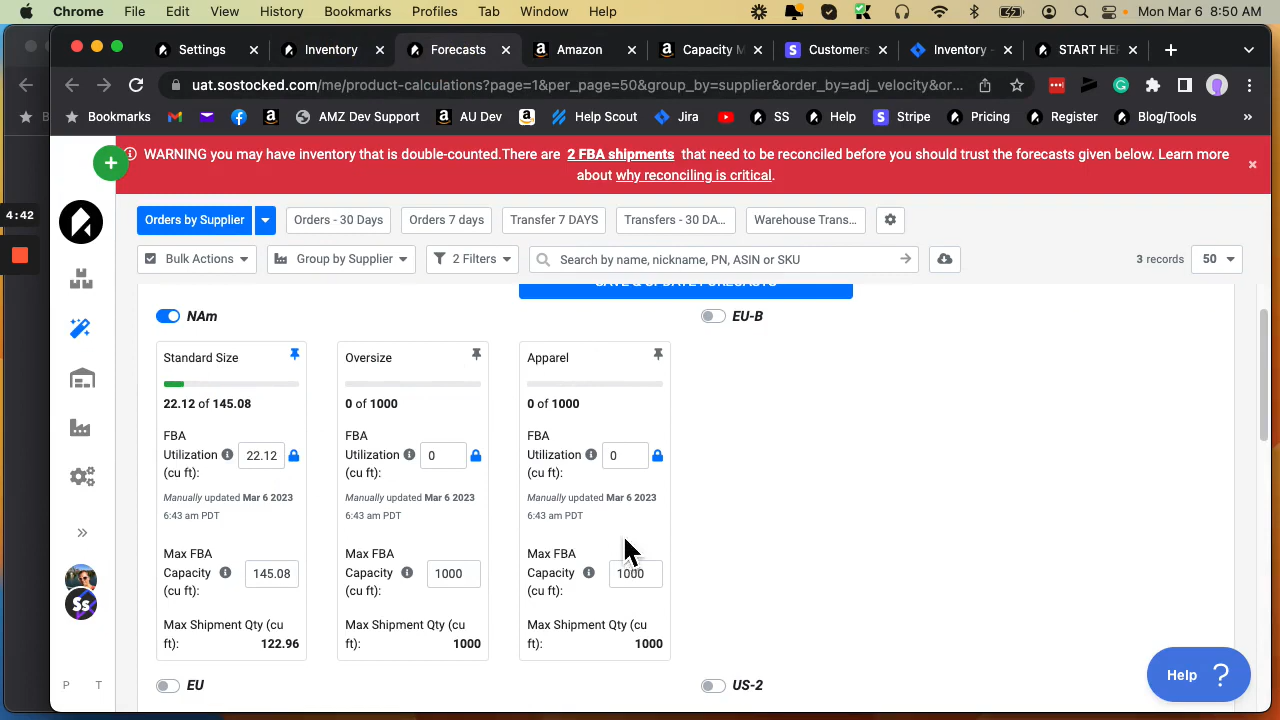 Chrome File Edit View History Bookmarks Profiles Tab Window Help Mon Mar 6 8:50 AM
Settings Inventory Forecasts Amazon Capacity M Customers Inventory - START HE
uat.sostocked.com/me/product-calculations?page=1&per_page=50&group_by=supplier&order_by=adj_velocity&or...
B Bookmarks AMZ Dev Support AU Dev Help Scout Jira SS Help Stripe Pricing Register Blog/Tools »
WARNING you may have inventory that is double-counted.There are 2 FBA shipments that need to be reconciled before you should trust the forecasts given below. Learn more
about why reconciling is critical.
4:42
Orders by Supplier Orders - 30 Days Orders 7 days Transfer 7 DAYS Transfers - 30 DA... Warehouse Trans...
Bulk Actions Group by Supplier 2 Filters Search by name, nickname, PN, ASIN or SKU 3 records 50
SAVE & UPDATE FORECASTS
NAm EU-B
Standard Size Oversize Apparel
22.12 of 145.08 0 of 1000 0 of 1000
FBA FBA FBA
Utilization 22.12 Utilization 0 Utilization 0
(cu ft): (cu ft): (cu ft):
Manually updated Mar 6 2023 Manually updated Mar 6 2023 Manually updated Mar 6 2023
6:43 am PDT 6:43 am PDT 6:43 am PDT
Max FBA Max FBA Max FBA
Capacity 145.08 Capacity 1000 Capacity 1000
(cu ft): (cu ft): (cu ft):
Max Shipment Qty (cu Max Shipment Qty (cu Max Shipment Qty (cu
ft): 122.96 ft): 1000 ft): 1000
EU US-2
P T
Ss
Help ?